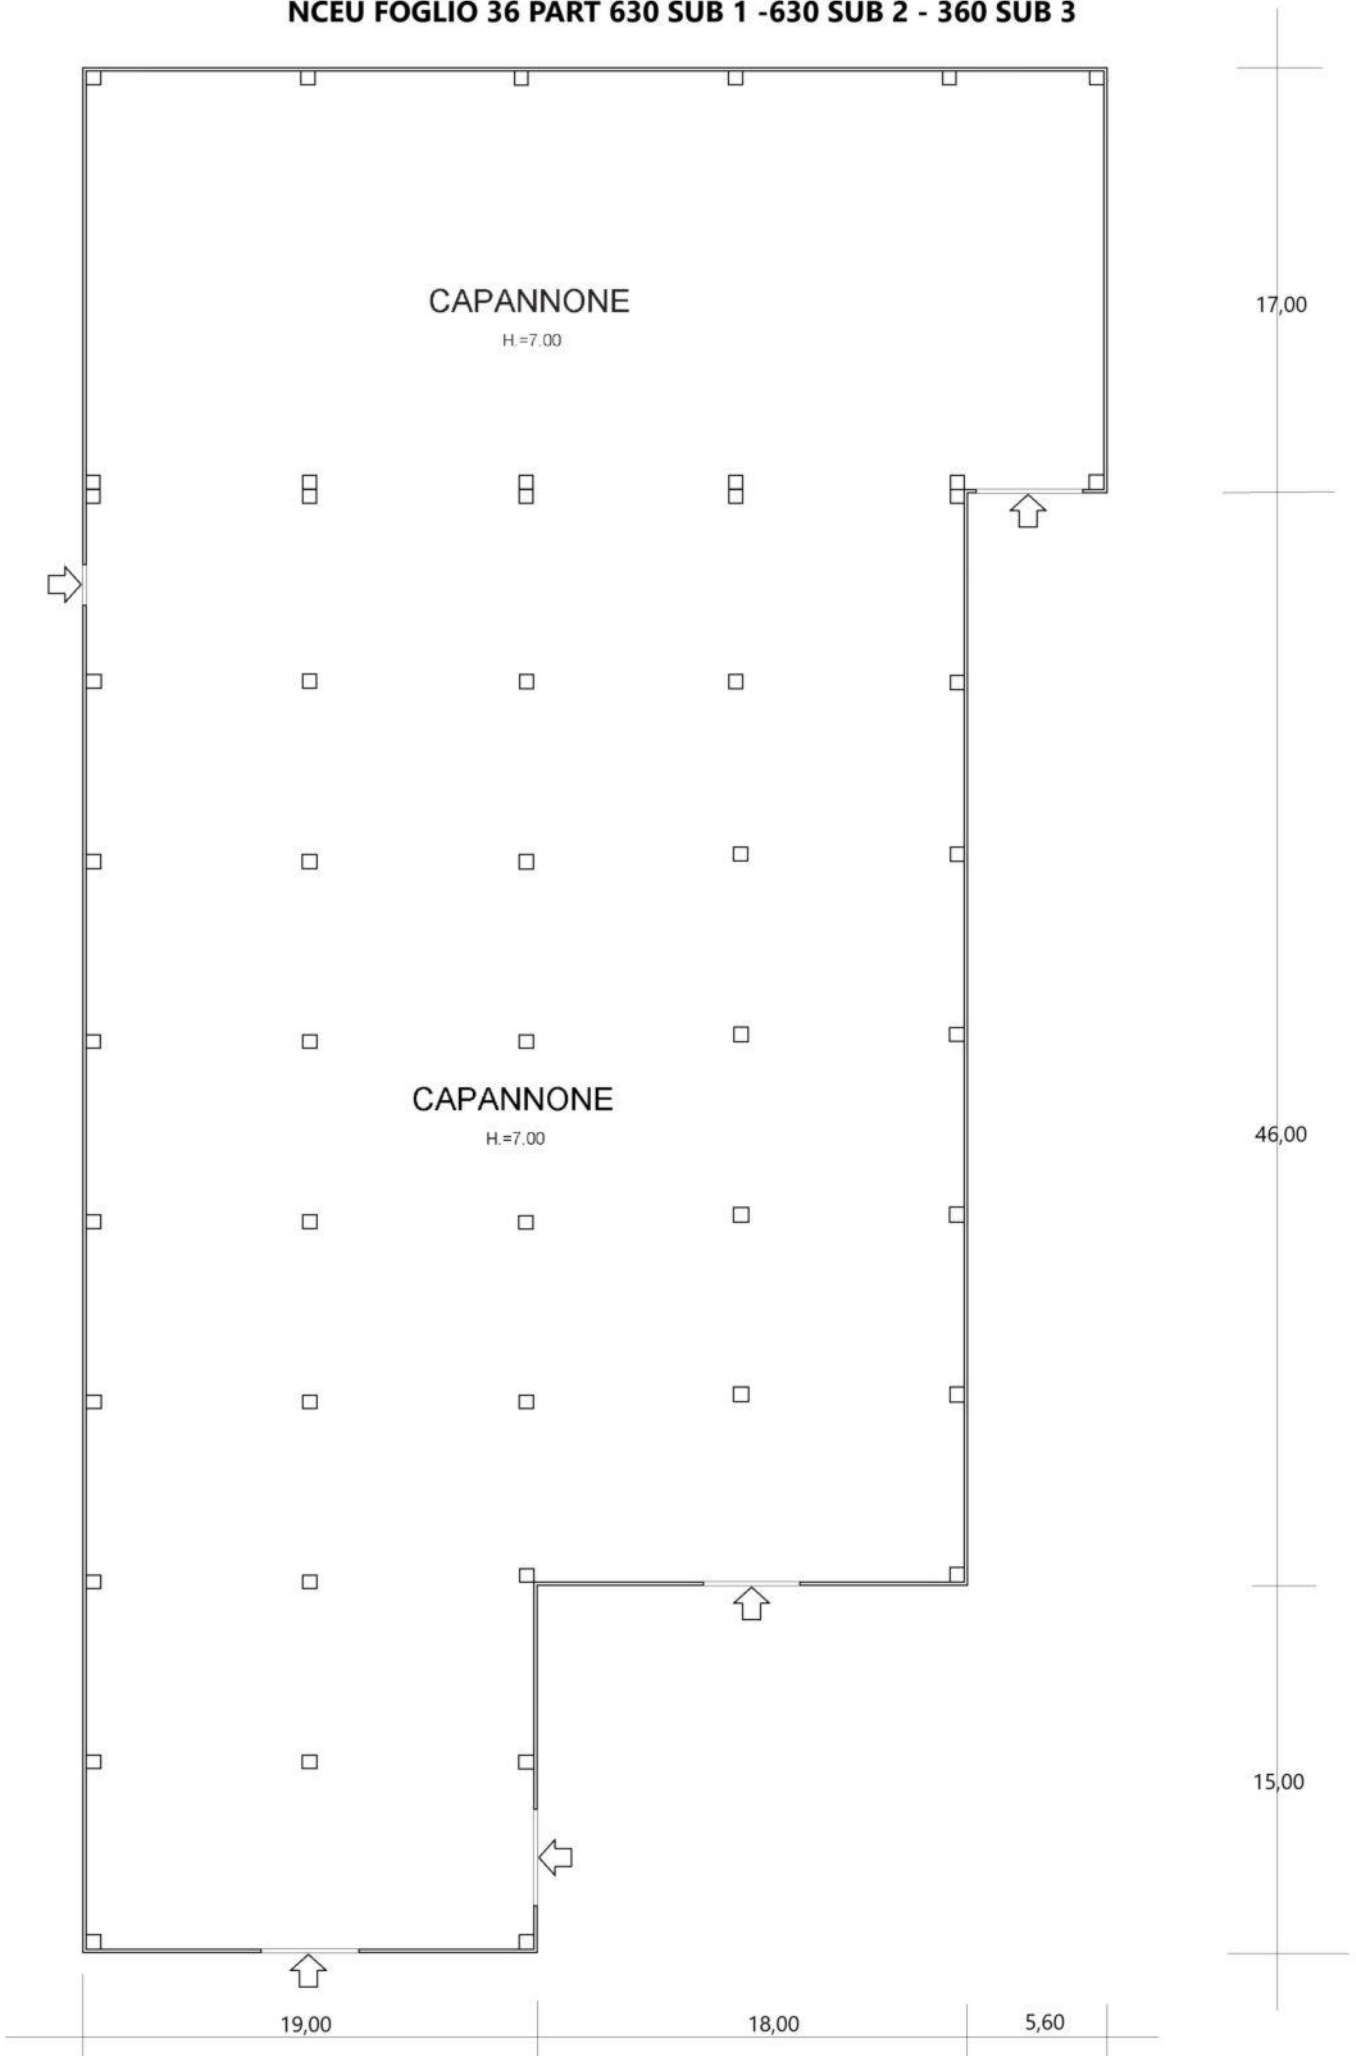 NCEU FOGLIO 36 PART 630 SUB 1 -630 SUB 2 - 360 SUB 3
CAPANNONE
H.=7.00
17,00
CAPANNONE
H.=7.00
46,00
15,00
19,00
18,00
5,60